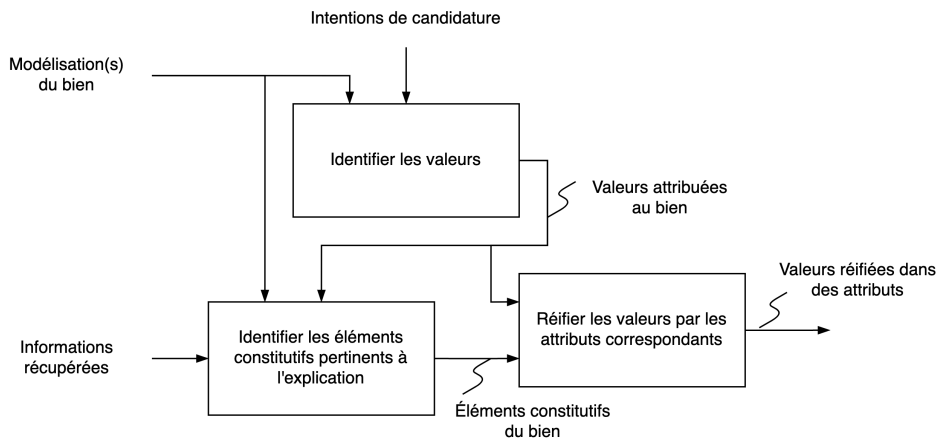 Intentions de candidature
Modélisation(s)
du bien
Identifier les valeurs
Valeurs attribuées
au bien
Valeurs réifiées dans
des attributs
Identifier les éléments
constitutifs pertinents à
l'explication
Réifier les valeurs par les
attributs correspondants
Informations
récupérées
Éléments constitutifs
du bien